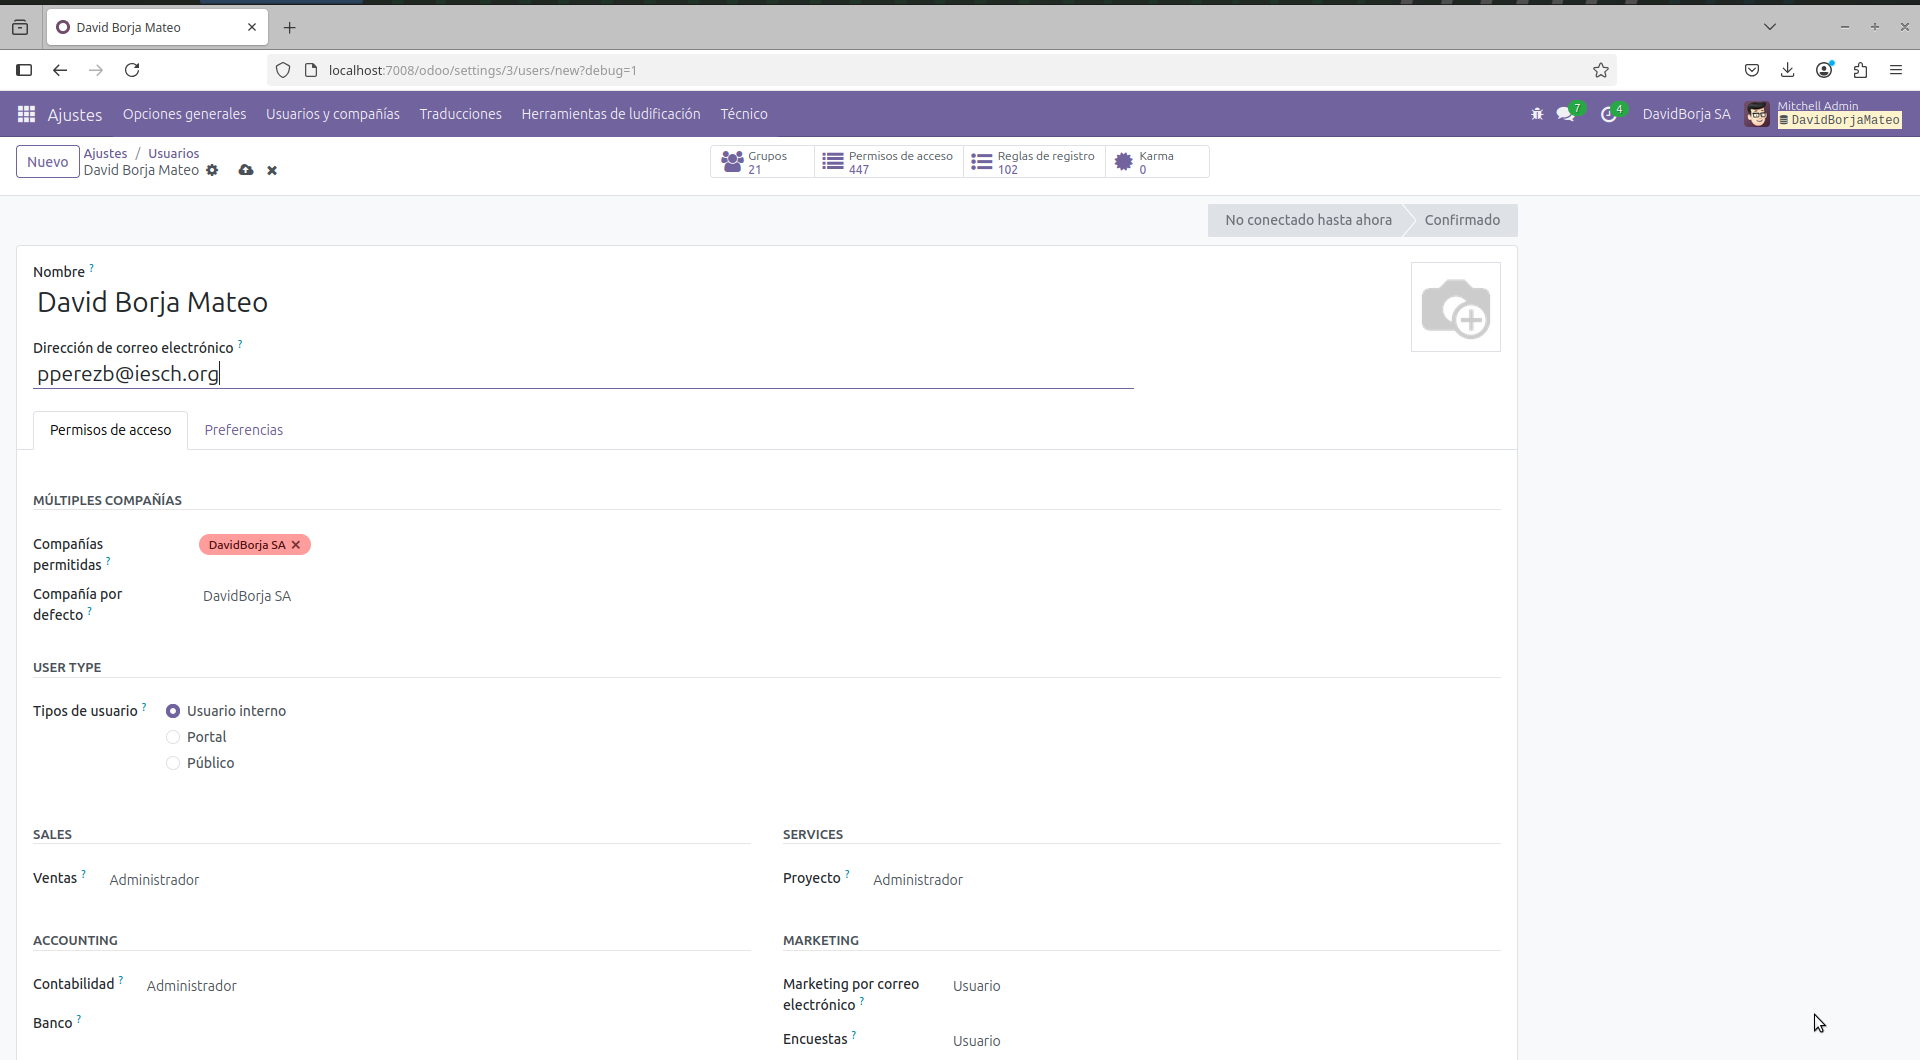 David Borja Mateo
localhost:7008/odoo/settings/3/users/new?debug=1
Ajustes Opciones generales Usuarios y compañías Traducciones Herramientas de ludificación Técnico 7 4 DavidBorja SA Mitchell Admin
DavidBorjaMateo
Nuevo Ajustes / Usuarios
David Borja Mateo
Grupos 21
Permisos de acceso 447
Reglas de registro 102
Karma 0
No conectado hasta ahora Confirmado
Nombre ?
David Borja Mateo
Dirección de correo electrónico ?
pperezb@iesch.org
Permisos de acceso Preferencias
MÚLTIPLES COMPAÑÍAS
Compañías permitidas ? DavidBorja SA
Compañía por defecto ? DavidBorja SA
USER TYPE
Tipos de usuario ? Usuario interno
Portal
Público
SALES
Ventas ? Administrador
SERVICES
Proyecto ? Administrador
ACCOUNTING
Contabilidad ? Administrador
Banco ?
MARKETING
Marketing por correo electrónico ? Usuario
Encuestas ? Usuario